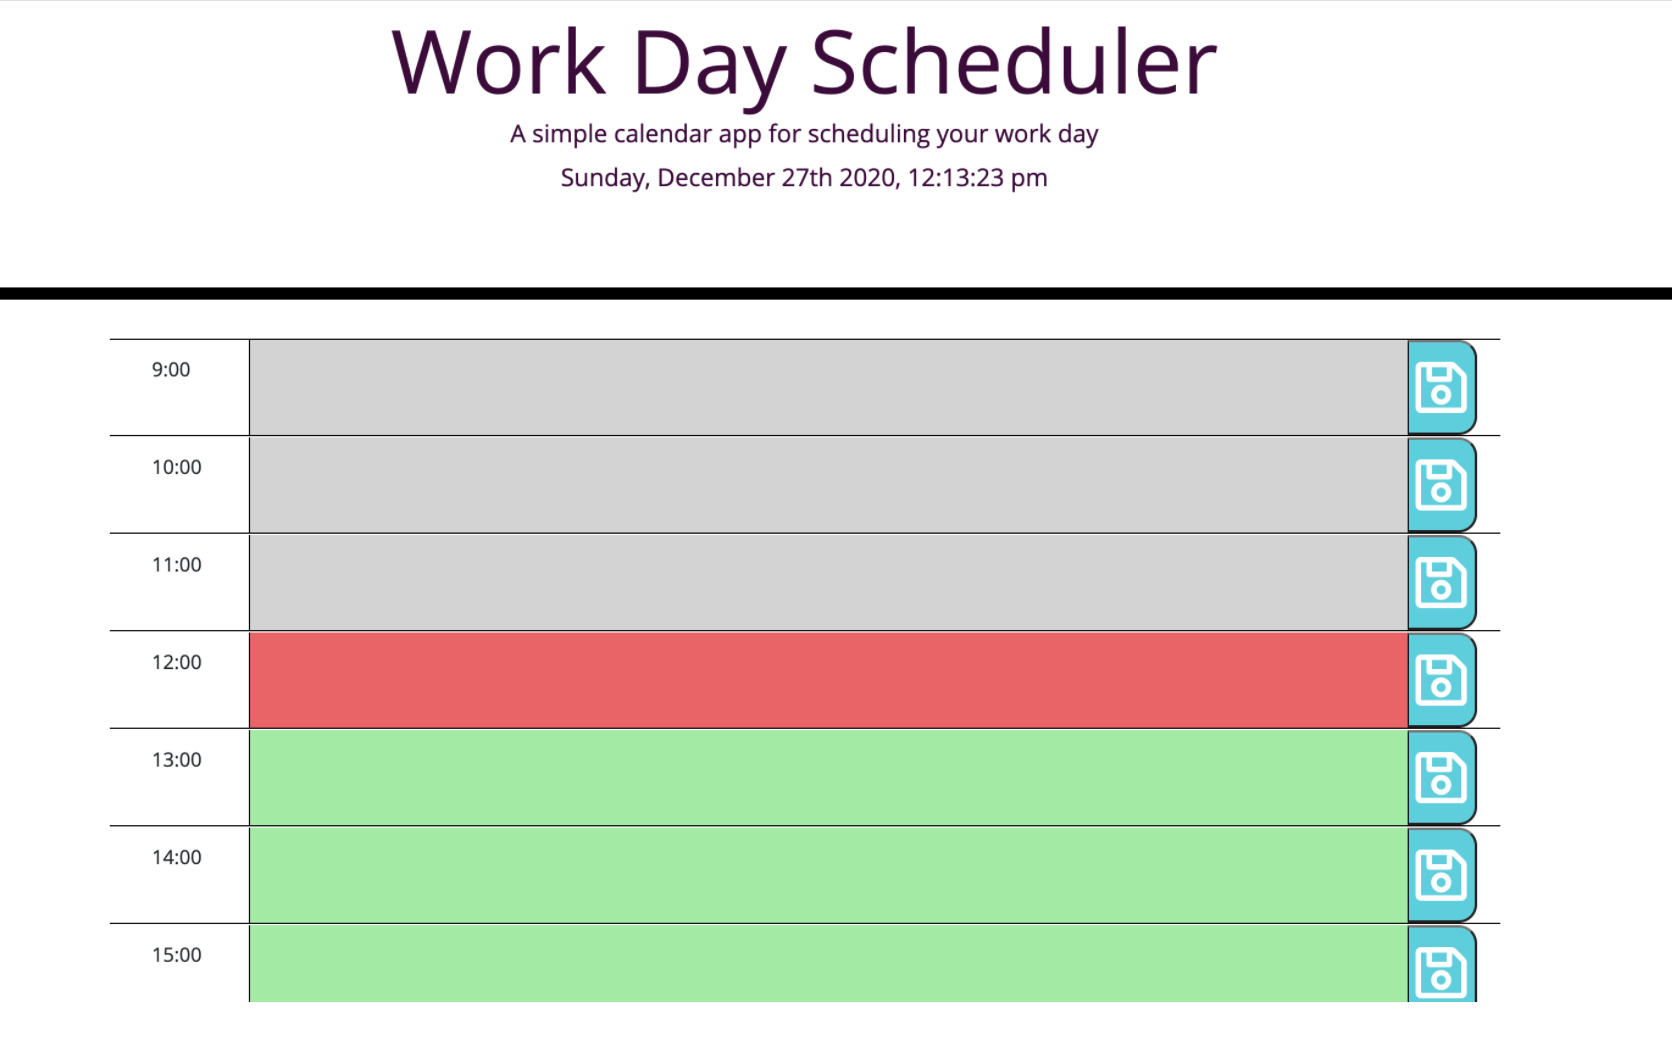 Work Day Scheduler
A simple calendar app for scheduling your work day
Sunday, December 27th 2020, 12:13:23 pm
9:00
10:00
11:00
12:00
13:00
14:00
15:00